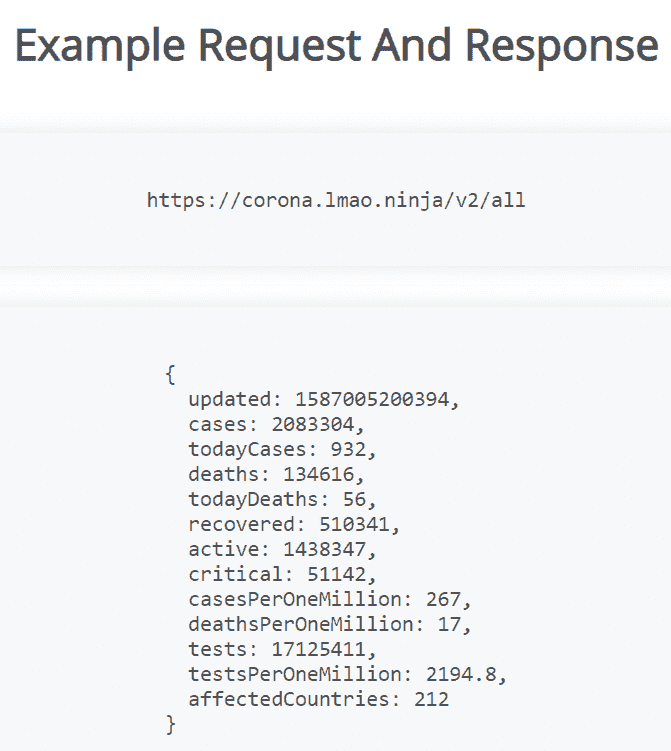 Example Request And Response
https://corona.lmao.ninja/v2/all
{
updated: 1587005200394,
cases: 2083304,
todayCases: 932,
deaths: 134616,
todayDeaths: 56,
recovered: 510341,
active: 1438347,
critical: 51142,
casesPerOneMillion: 267,
deathsPerOneMillion: 17,
tests: 17125411,
testsPerOneMillion: 2194.8,
affectedCountries: 212
}